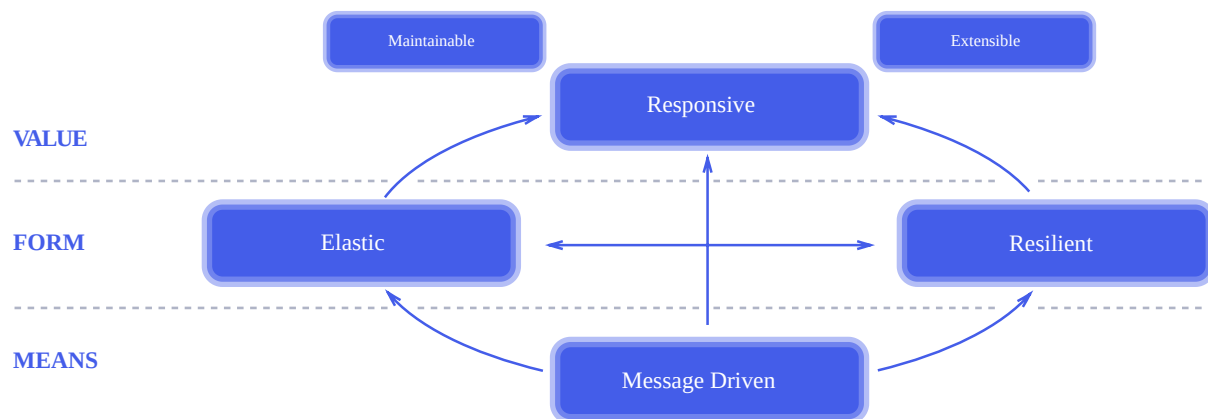 Maintainable
Extensible
Responsive
VALUE
Elastic
Resilient
FORM
MEANS
Message Driven